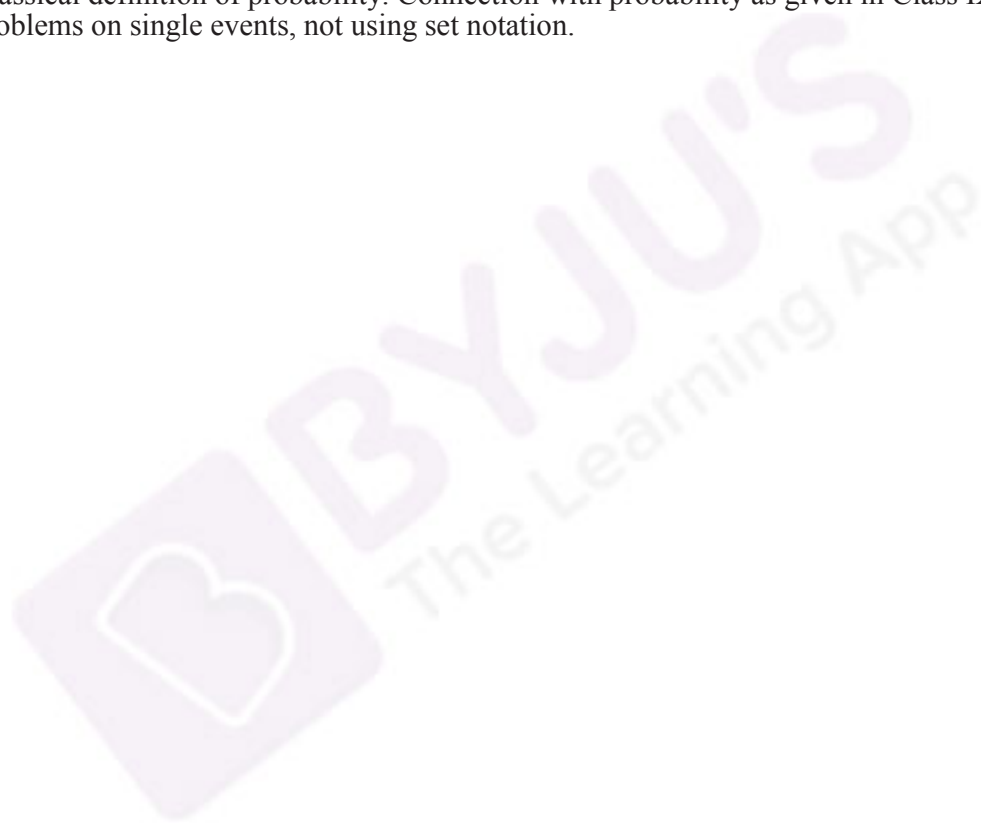 assical definition of probability. Connection with probability as given in Class
oblems on single events, not using set notation.
BYJU'S
The Learning App